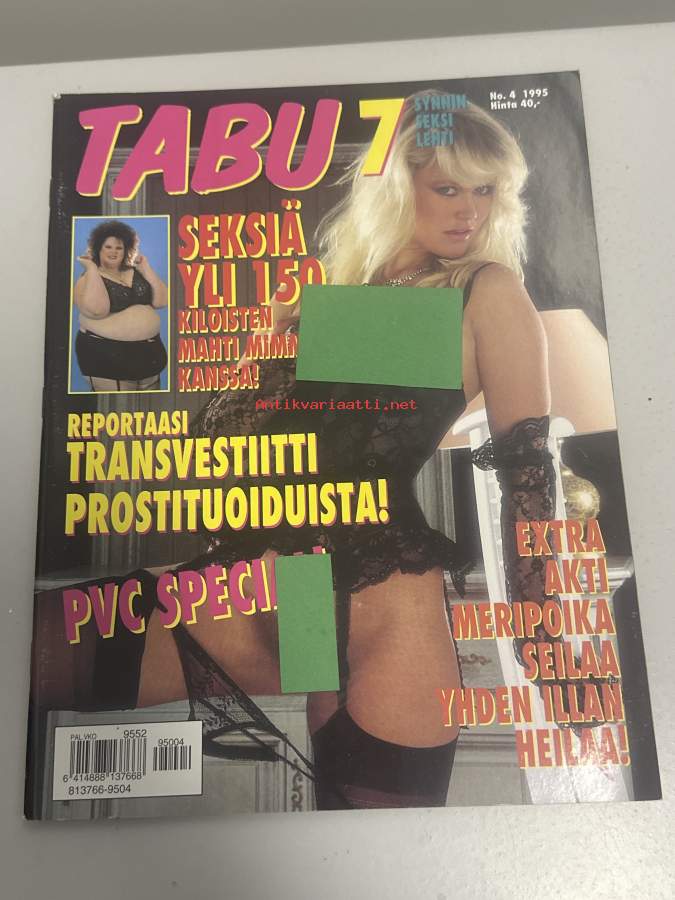 TABU 7
SYNNIN
SEKSI
LEHTI
No. 4 1995
Hinta 40,-
SEKSIÄ
YLI 150
KILOISTEN
MAHTI
KANSSA!
Antikvariaatti.net
REPORTAASI
TRANSVESTIITTI
PROSTITUOIDUISTA!
PVC
EXTRA
AKTI
MERIPOIKA
SEILAA
YHDEN ILLAN
HEILAA!
PAL.VKO 9552
95004
6 414888 137668
813766-9504